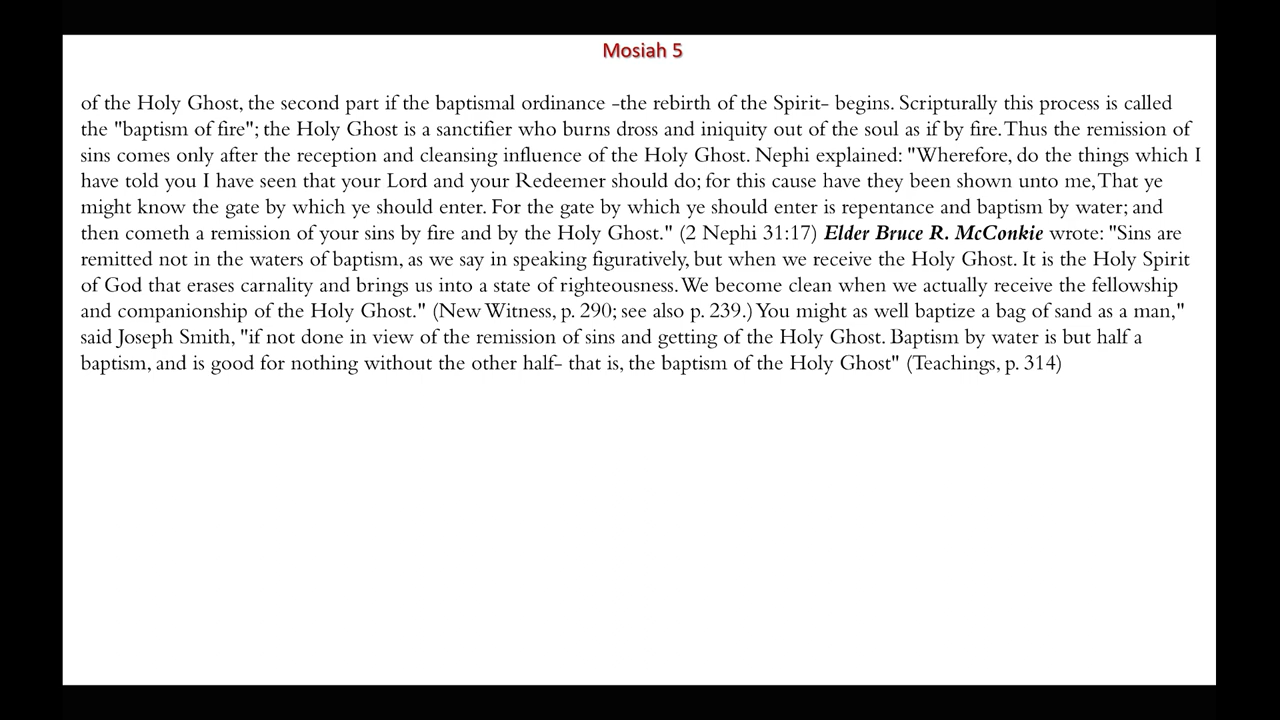 Mosiah 5
of the Holy Ghost, the second part if the baptismal ordinance -the rebirth of the Spirit- begins. Scripturally this process is called
the "baptism of fire"; the Holy Ghost is a sanctifier who burns dross and iniquity out of the soul as if by fire. Thus the remission of
sins comes only after the reception and cleansing influence of the Holy Ghost. Nephi explained: "Wherefore, do the things which I
have told you I have seen that your Lord and your Redeemer should do; for this cause have they been shown unto me, That ye
might know the gate by which ye should enter. For the gate by which ye should enter is repentance and baptism by water; and
then cometh a remission of your sins by fire and by the Holy Ghost." (2 Nephi 31:17) Elder Bruce R. McConkie wrote: "Sins are
remitted not in the waters of baptism, as we say in speaking figuratively, but when we receive the Holy Ghost. It is the Holy Spirit
of God that erases carnality and brings us into a state of righteousness. We become clean when we actually receive the fellowship
and companionship of the Holy Ghost." (New Witness, p. 290; see also p. 239.) You might as well baptize a bag of sand as a man,"
said Joseph Smith, "if not done in view of the remission of sins and getting of the Holy Ghost. Baptism by water is but half a
baptism, and is good for nothing without the other half- that is, the baptism of the Holy Ghost" (Teachings, p. 314)